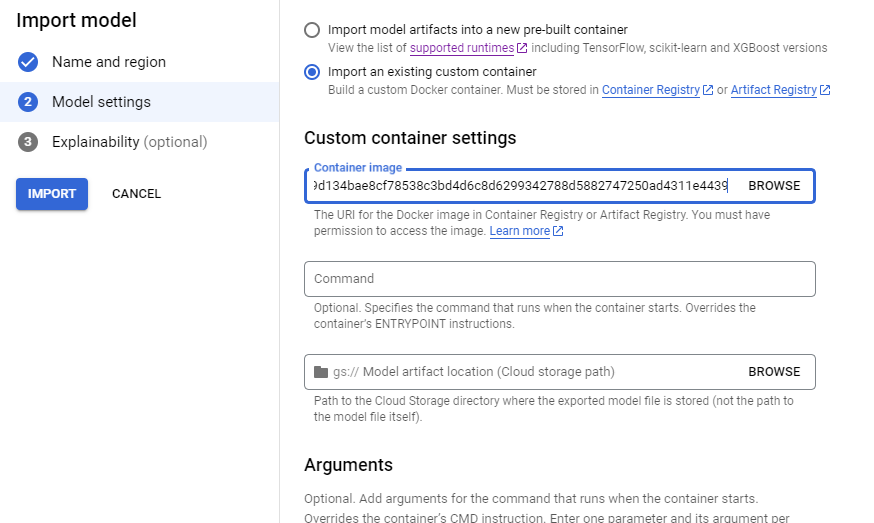 Import model
Name and region
2 Model settings
3 Explainability (optional)
IMPORT CANCEL
Import model artifacts into a new pre-built container
View the list of supported runtimes including TensorFlow, scikit-learn and XGBoost versions
Import an existing custom container
Build a custom Docker container. Must be stored in Container Registry or Artifact Registry
Custom container settings
Container image
9d134bae8cf78538c3bd4d6c8d6299342788d5882747250ad4311e4439 BROWSE
The URI for the Docker image in Container Registry or Artifact Registry. You must have
permission to access the image. Learn more
Command
Optional. Specifies the command that runs when the container starts. Overrides the
container's ENTRYPOINT instructions.
gs:// Model artifact location (Cloud storage path) BROWSE
Path to the Cloud Storage directory where the exported model file is stored (not the path to
the model file itself).
Arguments
Optional. Add arguments for the command that runs when the container starts.
Overrides the container's CMD instruction. Enter one parameter and its argument per